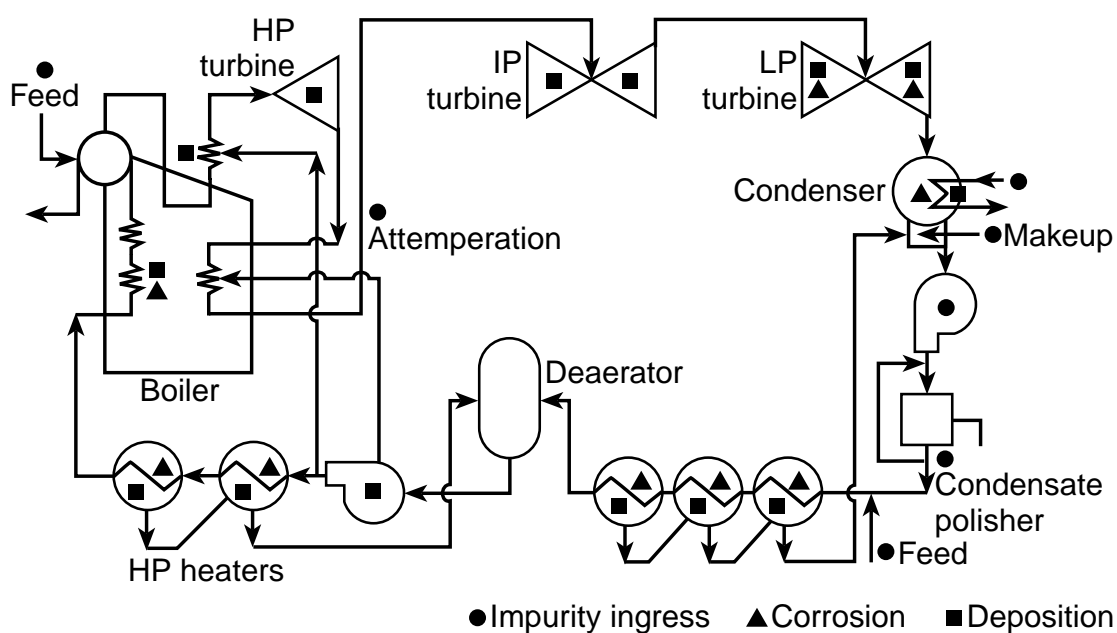 HP
turbine
Feed
IP
turbine
LP
turbine
Condenser
Attemperation
Makeup
Boiler
Deaerator
Condensate
polisher
Feed
HP heaters
Impurity ingress
Corrosion
Deposition